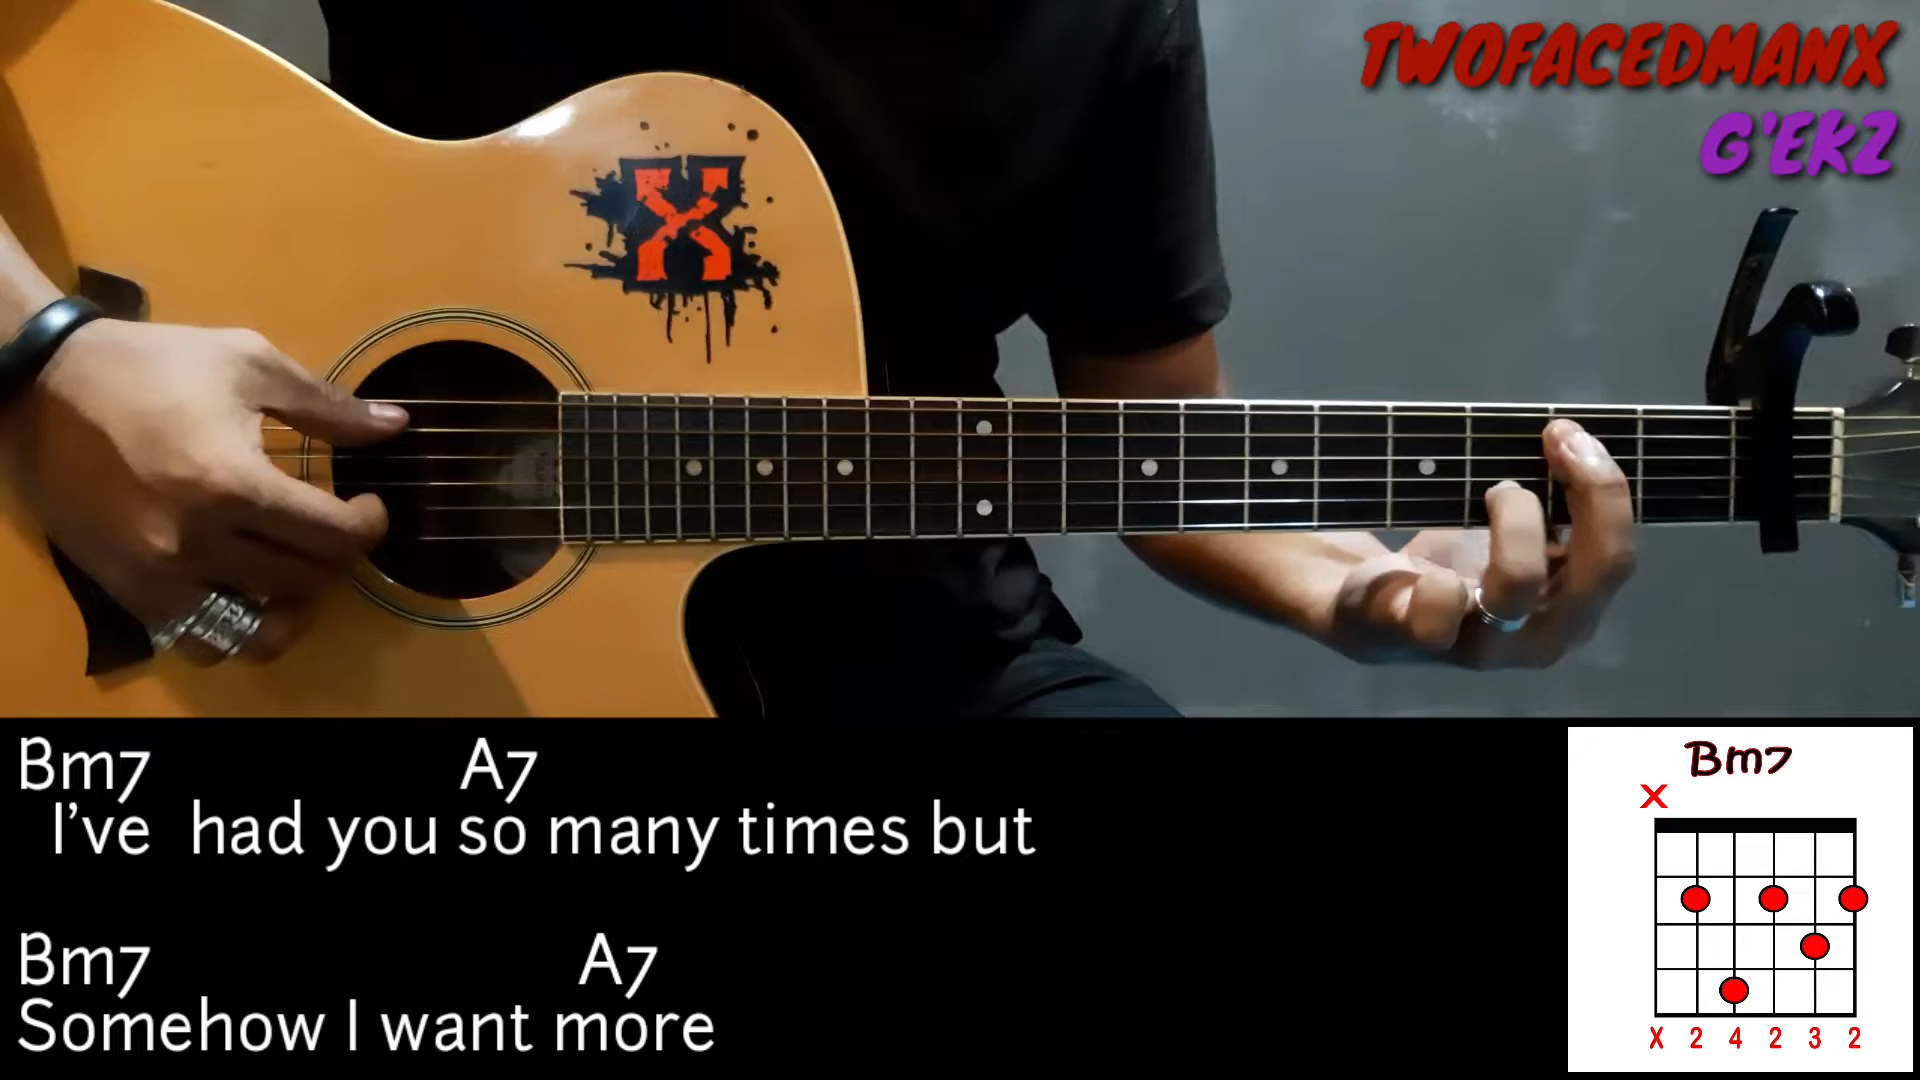 TWOFACEDMANX
G'EKZ
X
Bm7 A7
I've had you so many times but
Bm7 A7
Somehow I want more
Bm7
X
X 2 4 2 3 2